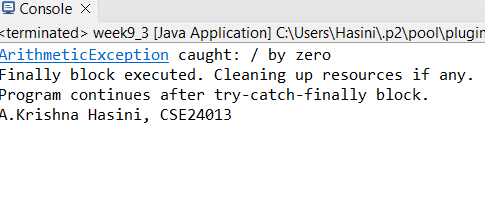 Console
<terminated> week9_3 [Java Application] C:\Users\Hasini\.p2\pool\plugin
ArithmeticException caught: / by zero
Finally block executed. Cleaning up resources if any.
Program continues after try-catch-finally block.
A.Krishna Hasini, CSE24013